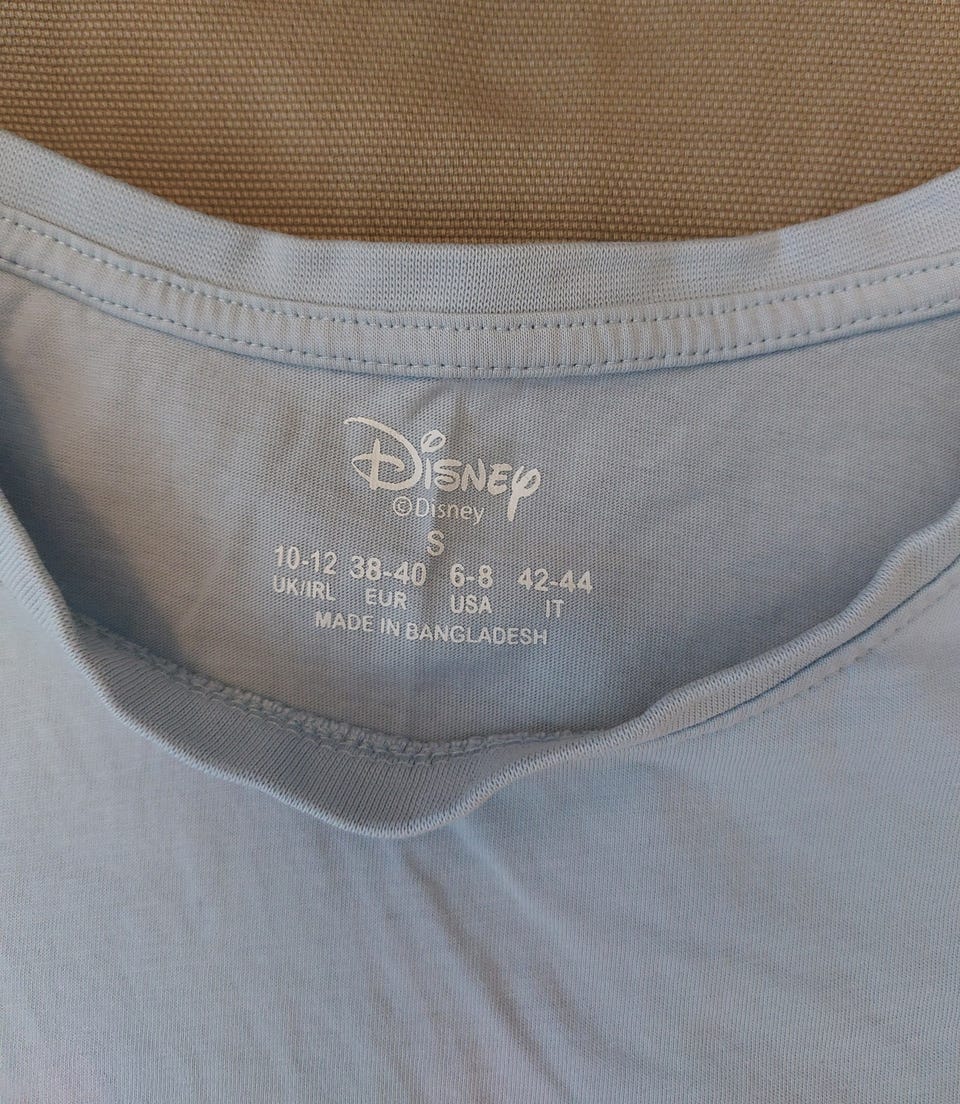 Disney
©Disney
S
10-12 38-40 6-8 42-44
UK/IRL EUR USA IT
MADE IN BANGLADESH